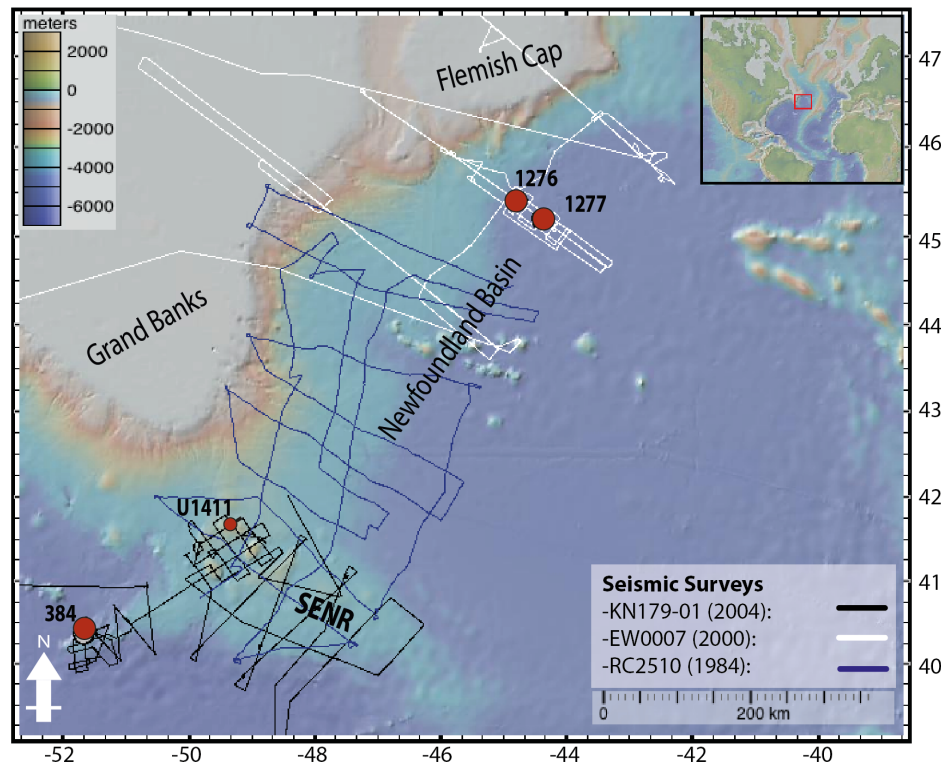 meters
2000
0
-2000
-4000
-6000
Flemish Cap
47
46
45
44
43
42
41
40
1276
1277
Grand Banks
Newfoundland Basin
U1411
SENR
384
N
Seismic Surveys
-KN179-01 (2004):
-EW0007 (2000):
-RC2510 (1984):
0 200 km
-52 -50 -48 -46 -44 -42 -40